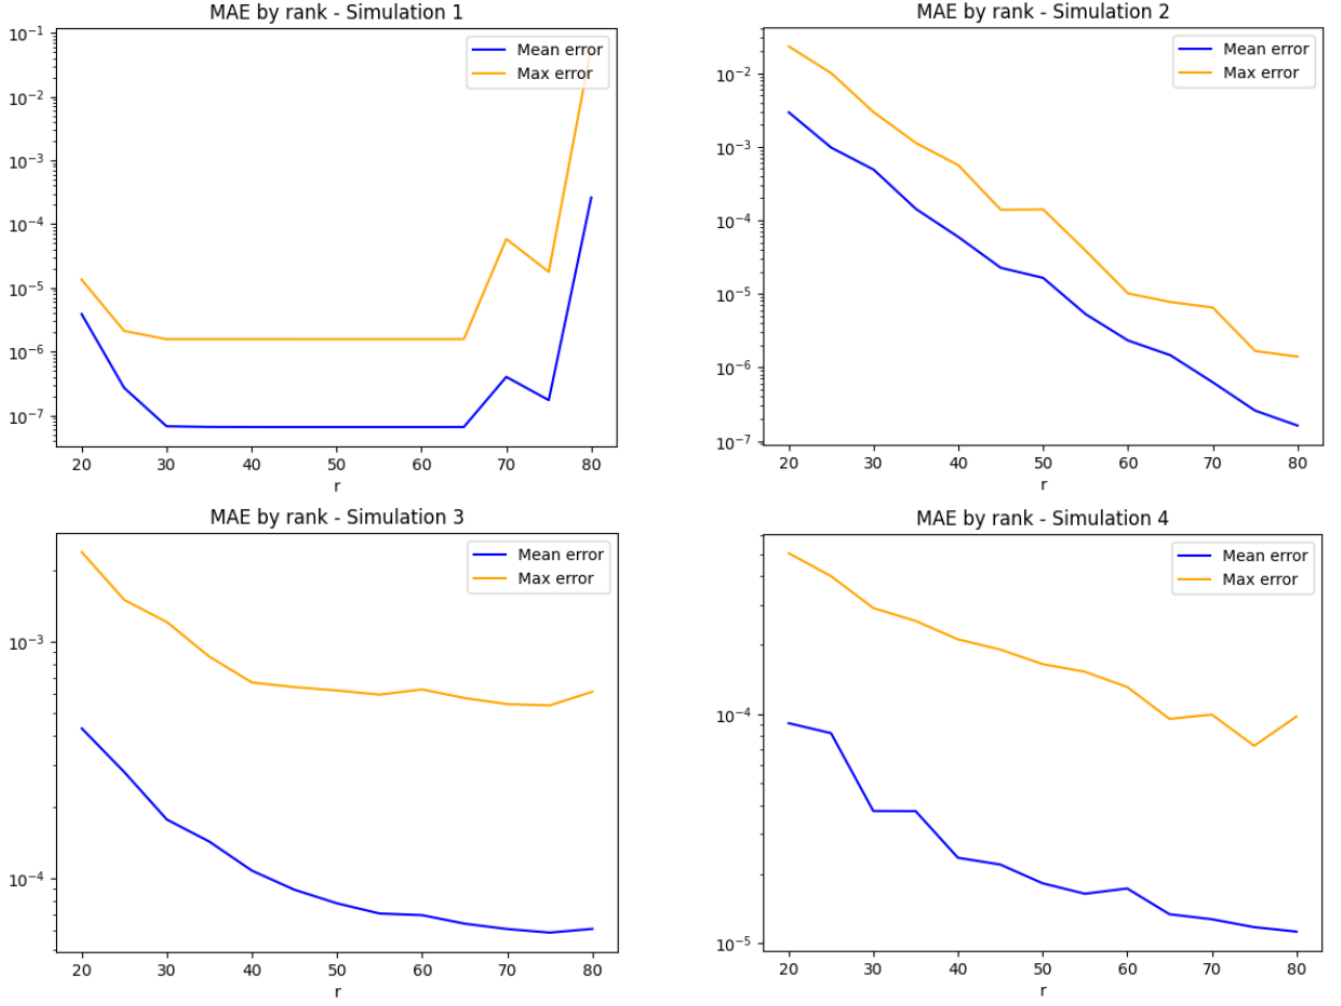 MAE by rank - Simulation 1
Mean error
Max error
10⁻¹
10⁻²
10⁻³
10⁻⁴
10⁻⁵
10⁻⁶
10⁻⁷
20 30 40 50 60 70 80
r
MAE by rank - Simulation 2
Mean error
Max error
10⁻²
10⁻³
10⁻⁴
10⁻⁵
10⁻⁶
10⁻⁷
20 30 40 50 60 70 80
r
MAE by rank - Simulation 3
Mean error
Max error
10⁻³
10⁻⁴
20 30 40 50 60 70 80
r
MAE by rank - Simulation 4
Mean error
Max error
10⁻⁴
10⁻⁵
20 30 40 50 60 70 80
r